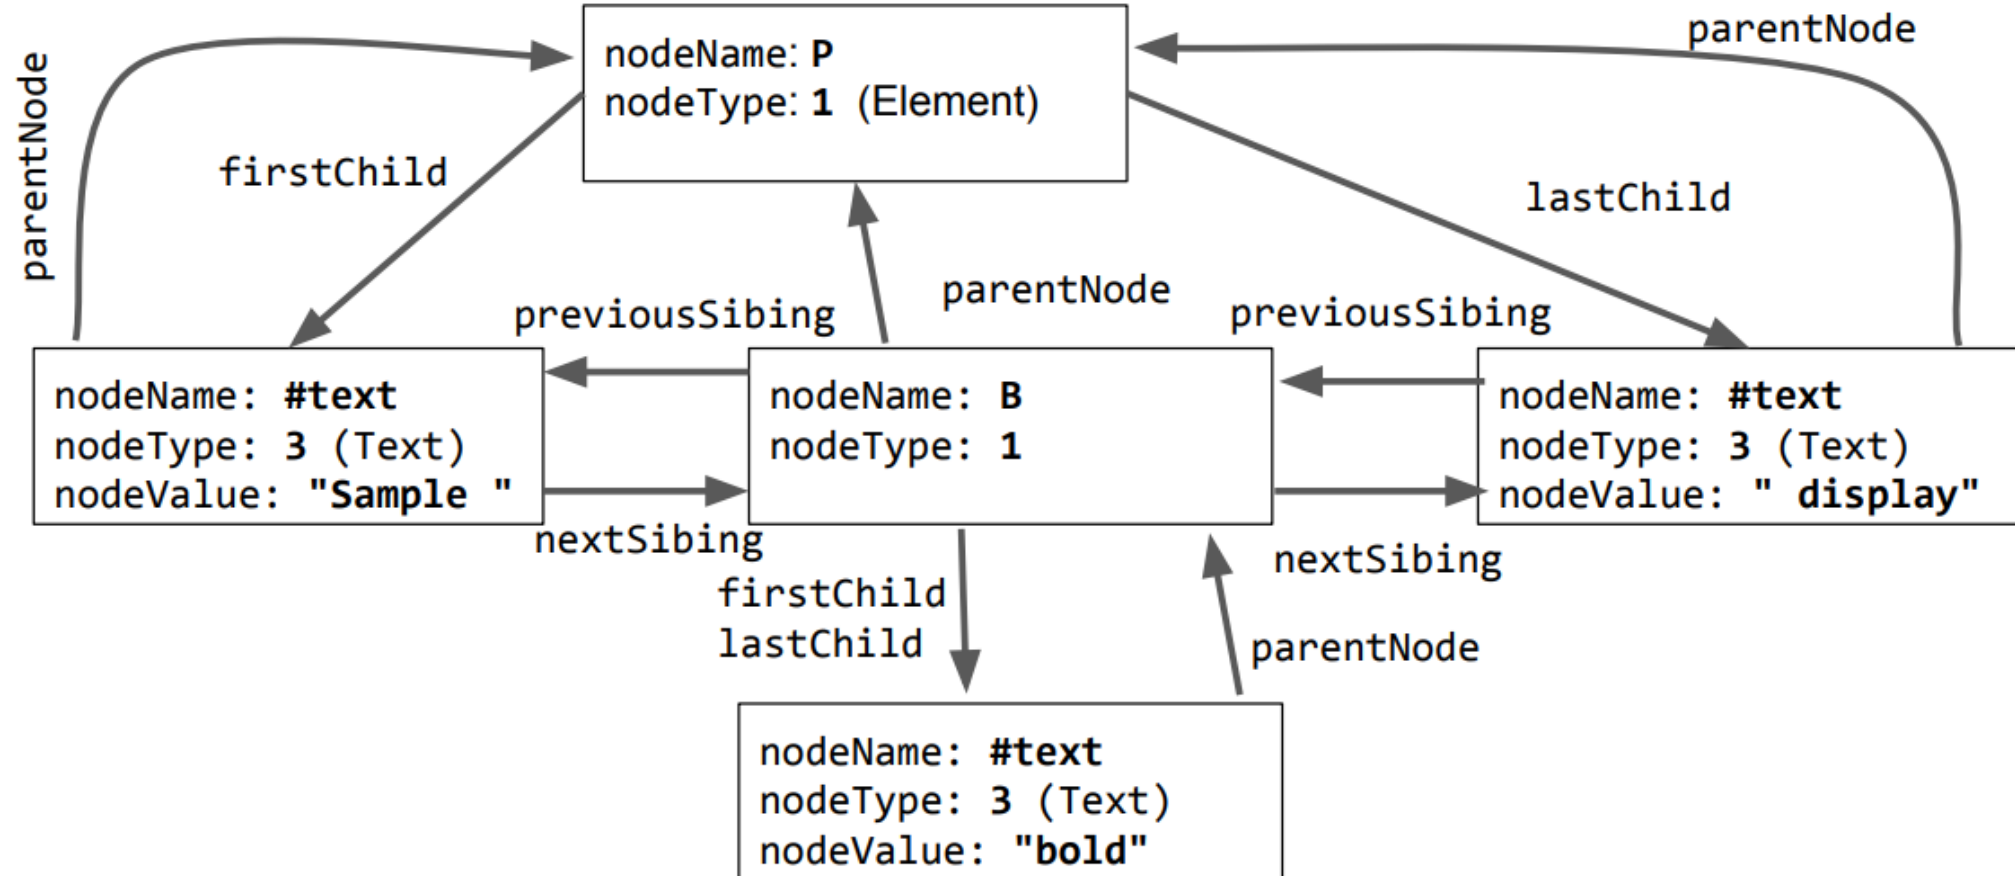 parentNode
nodeName: P
nodeType: 1 (Element)
parentNode
firstChild
lastChild
previousSibing
parentNode
previousSibing
nodeName: #text
nodeType: 3 (Text)
nodeValue: "Sample "
nodeName: B
nodeType: 1
nodeName: #text
nodeType: 3 (Text)
nodeValue: " display"
nextSibing
nextSibing
firstChild
lastChild
parentNode
nodeName: #text
nodeType: 3 (Text)
nodeValue: "bold"